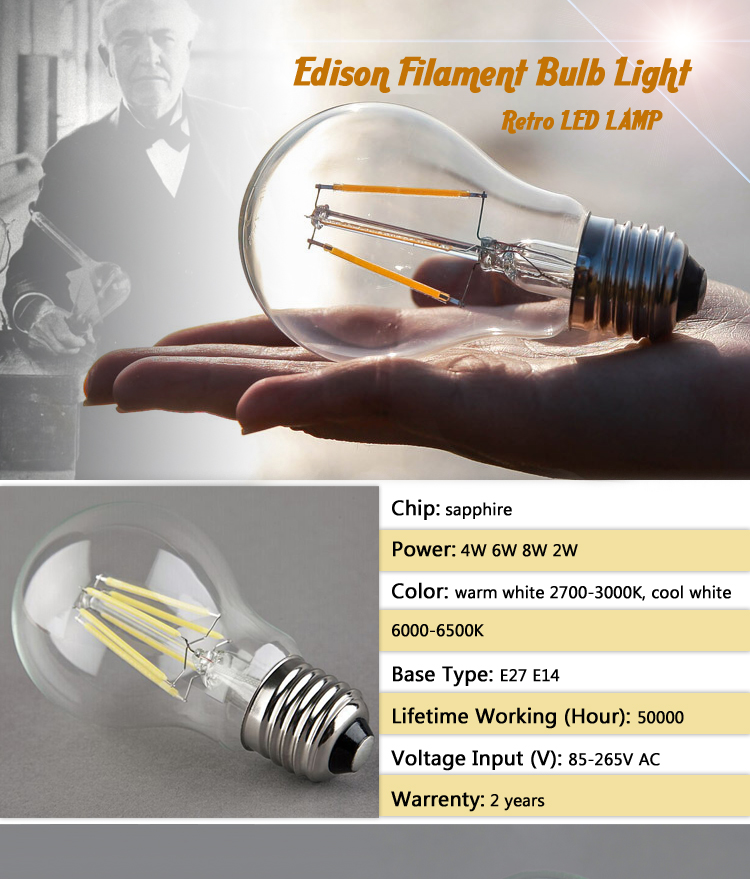 Edison Filament Bulb Light
Retro LED LAMP
Chip: sapphire
Power: 4W 6W 8W 2W
Color: warm white 2700-3000K, cool white
6000-6500K
Base Type: E27 E14
Lifetime Working (Hour): 50000
Voltage Input (V): 85-265V AC
Warrenty: 2 years